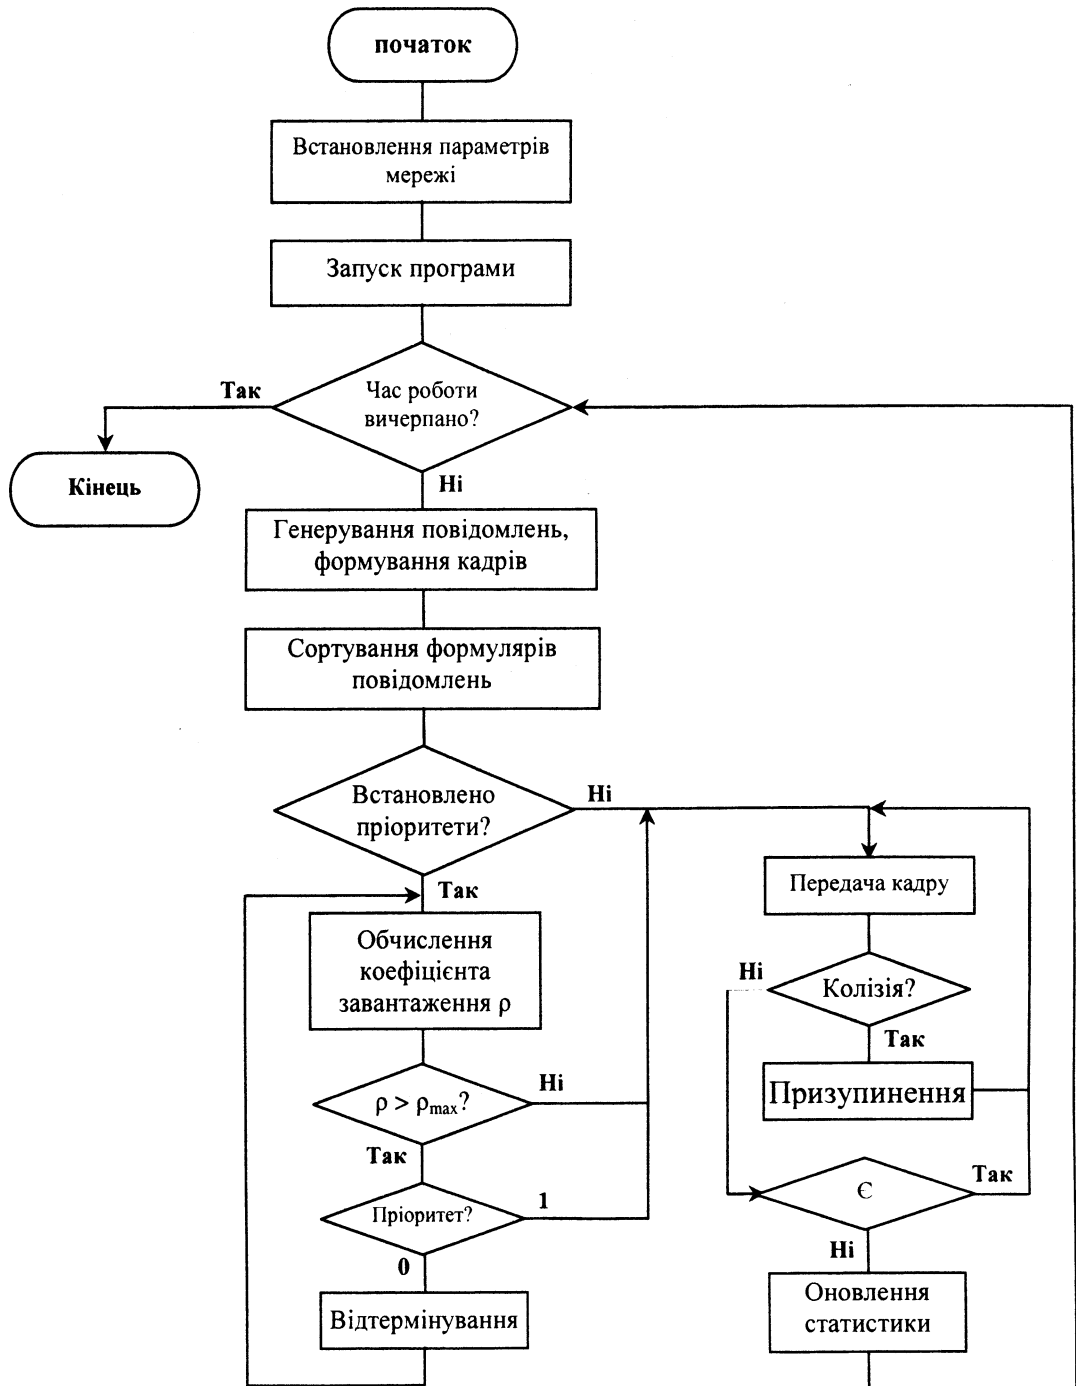 початок
Встановлення параметрів
мережі
Запуск програми
Час роботи
вичерпано?
Так
Кінець
Ні
Генерування повідомлень,
формування кадрів
Сортування формулярів
повідомлень
Встановлено
пріоритети?
Ні
Так
Обчислення
коефіцієнта
завантаження ρ
ρ > ρmax?
Ні
Так
Пріоритет?
1
0
Відтермінування
Передача кадру
Колізія?
Ні
Так
Призупинення
Є
Так
Ні
Оновлення
статистики